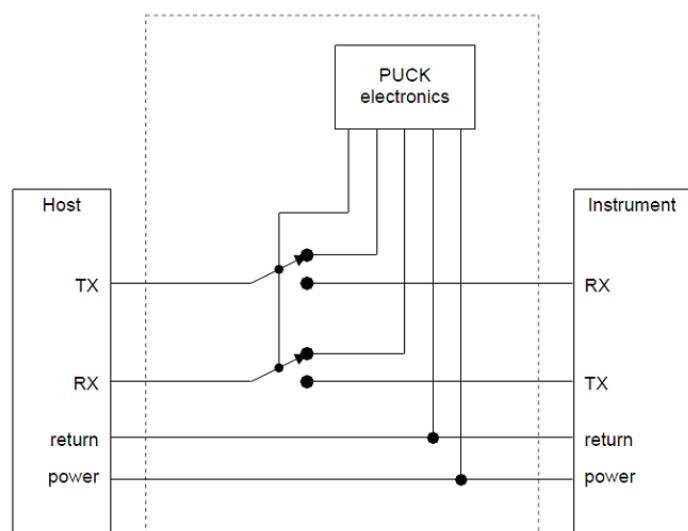 PUCK
electronics
Host
Instrument
TX
RX
RX
TX
return
return
power
power